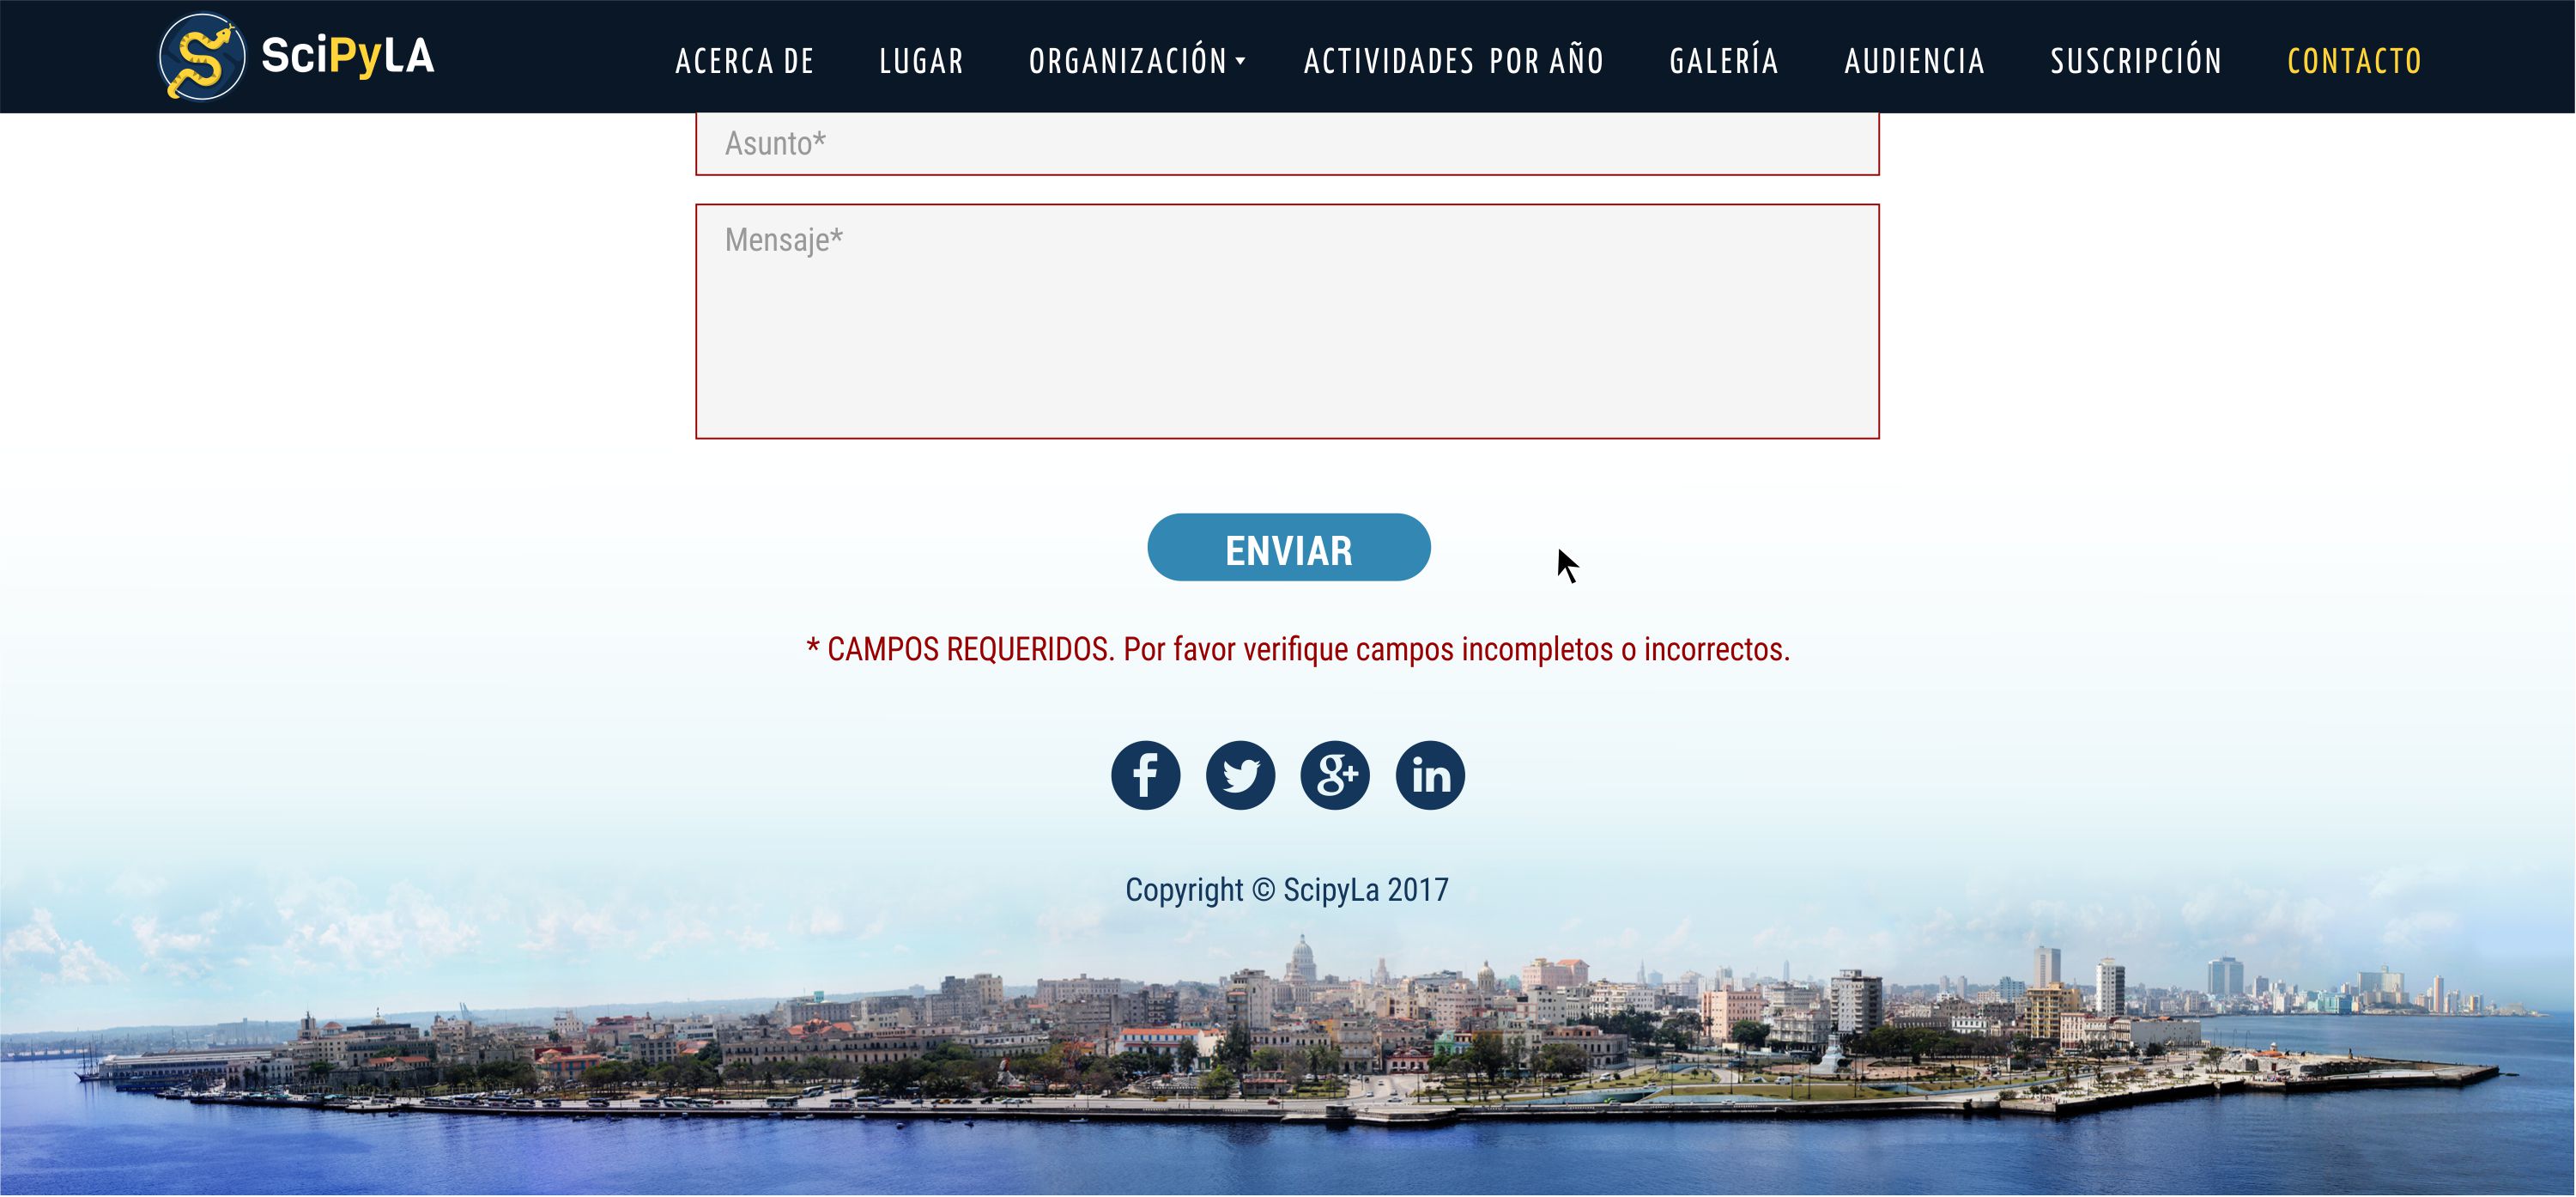 SciPyLA ACERCA DE LUGAR ORGANIZACIÓN ACTIVIDADES POR AÑO GALERÍA AUDIENCIA SUSCRIPCIÓN CONTACTO
Asunto*
Mensaje*
ENVIAR
* CAMPOS REQUERIDOS. Por favor verifique campos incompletos o incorrectos.
f g+ in
Copyright © ScipyLa 2017